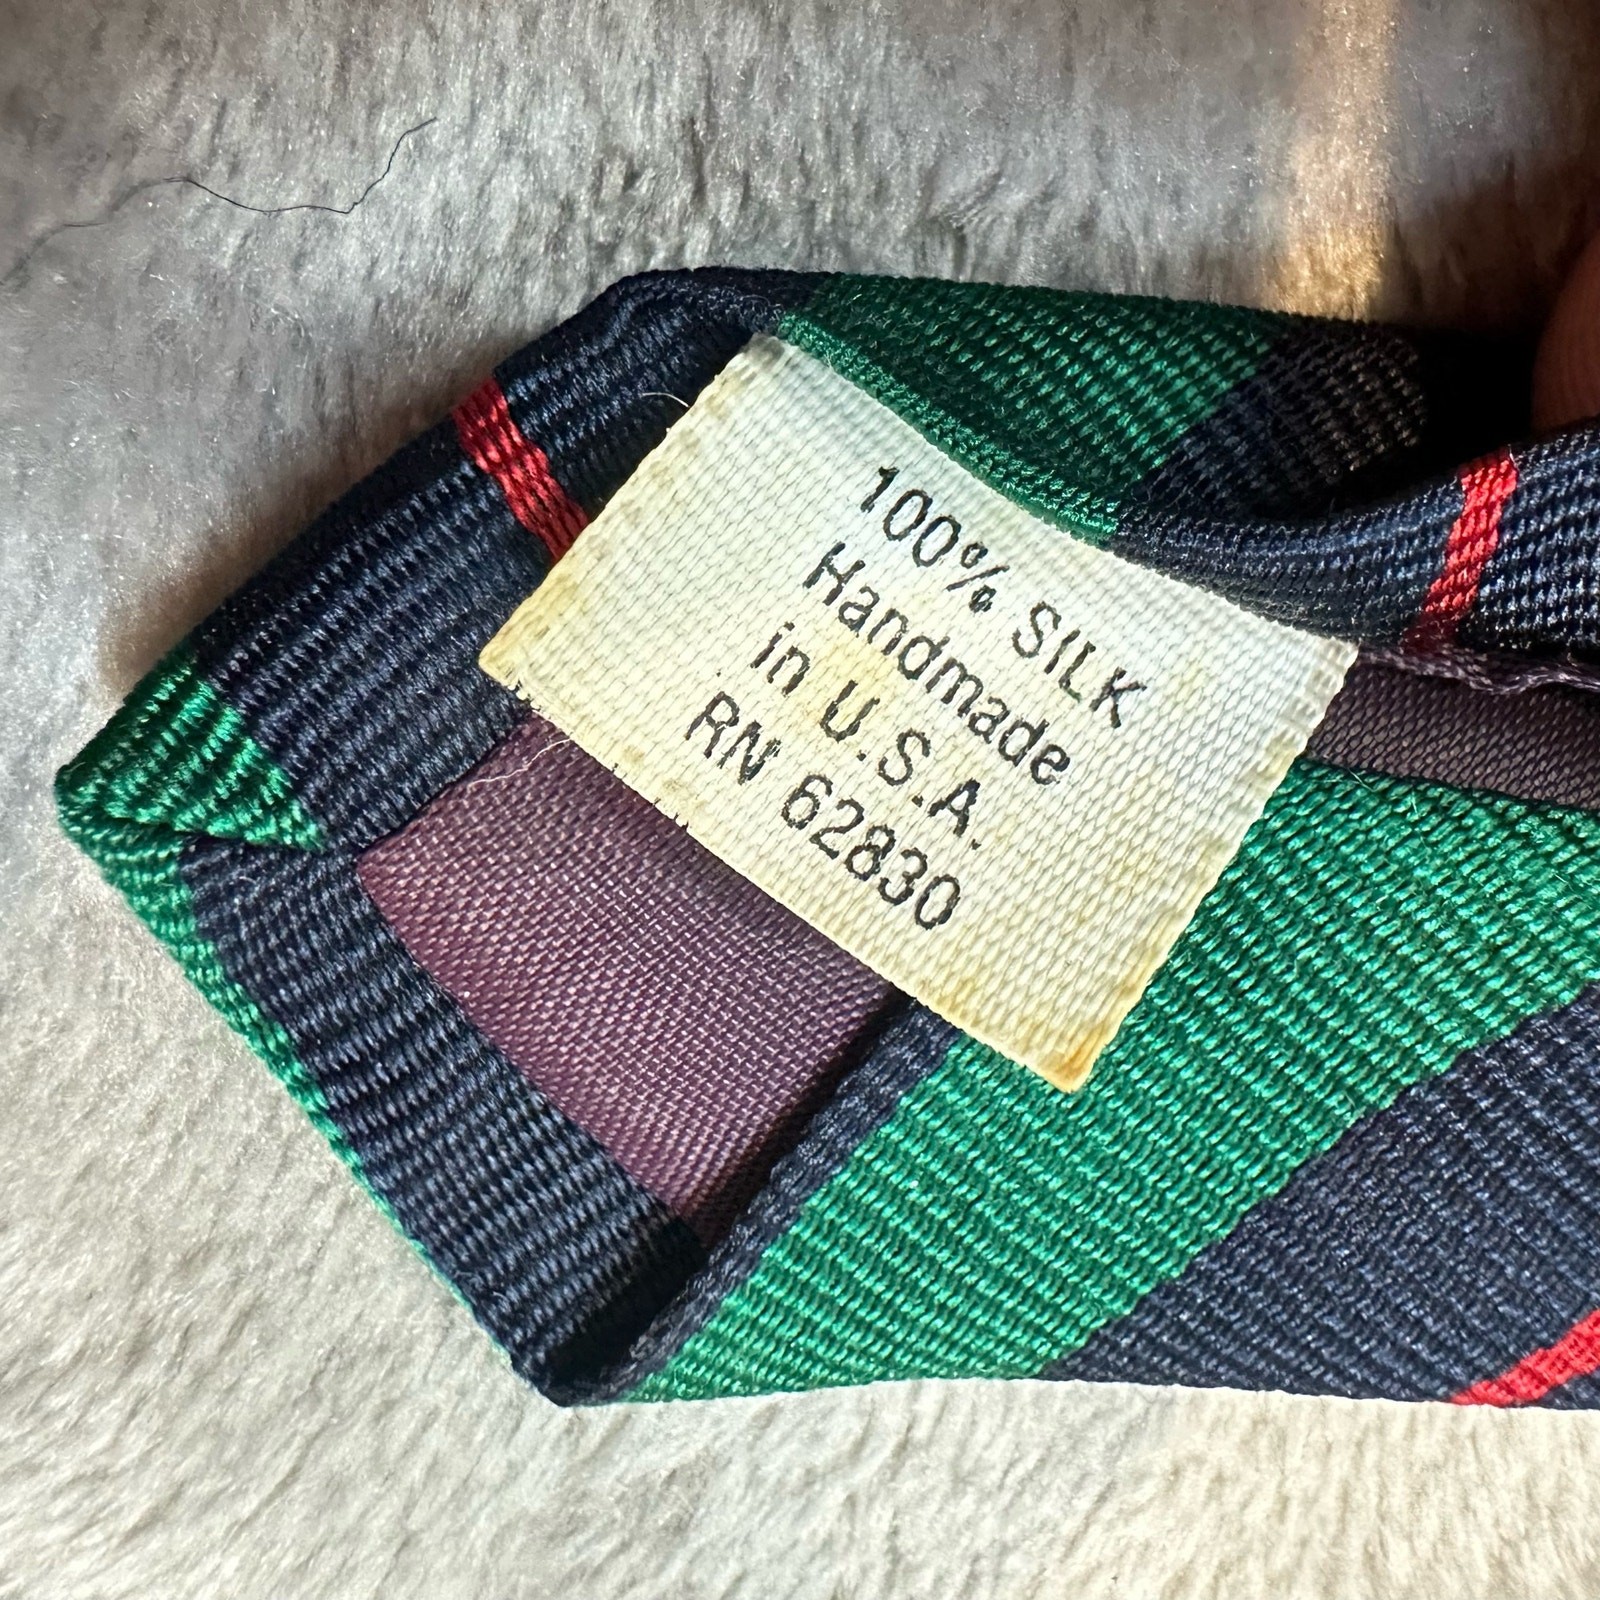 100% SILK
Handmade
in U.S.A.
RN 62830